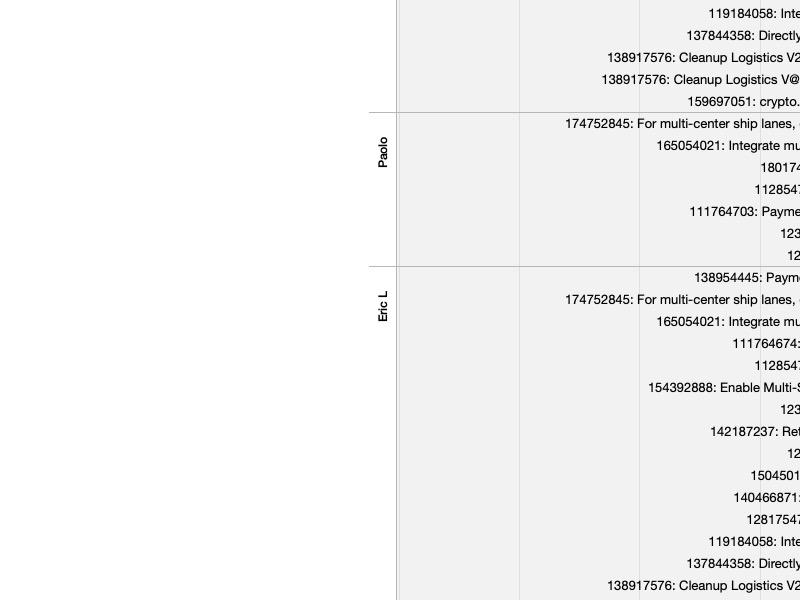 119184058: Inte
137844358: Directly
138917576: Cleanup Logistics V2
138917576: Cleanup Logistics V@
159697051: crypto.
Paolo
174752845: For multi-center ship lanes,
165054021: Integrate mu
180174
112854
111764703: Payme
123
12
Eric L
138954445: Payme
174752845: For multi-center ship lanes,
165054021: Integrate mu
111764674:
112854
154392888: Enable Multi-S
123
142187237: Ret
12
1504501
140466871:
12817547
119184058: Inte
137844358: Directly
138917576: Cleanup Logistics V2